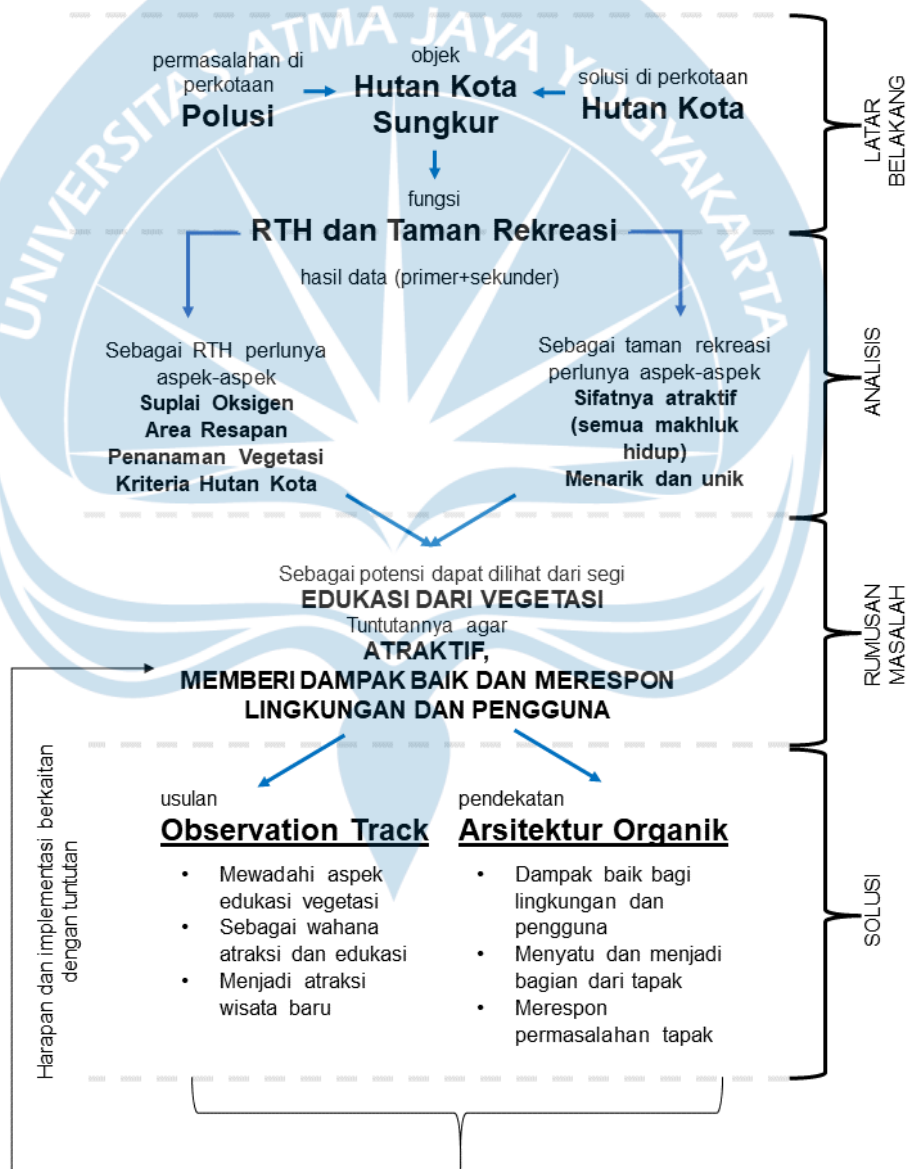 UNIVERSITAS ATMA JAYA YOGYAKARTA
permasalahan di
perkotaan
Polusi
objek
Hutan Kota
Sungkur
solusi di perkotaan
Hutan Kota
LATAR
BELAKANG
fungsi
RTH dan Taman Rekreasi
hasil data (primer+sekunder)
Sebagai RTH perlunya
aspek-aspek
Suplai Oksigen
Area Resapan
Penanaman Vegetasi
Kriteria Hutan Kota
Sebagai taman rekreasi
perlunya aspek-aspek
Sifatnya atraktif
(semua makhluk
hidup)
Menarik dan unik
ANALISIS
Sebagai potensi dapat dilihat dari segi
EDUKASI DARI VEGETASI
Tuntutannya agar
ATRAKTIF,
MEMBERI DAMPAK BAIK DAN MERESPON
LINGKUNGAN DAN PENGGUNA
RUMUSAN
MASALAH
usulan
Observation Track
• Mewadahi aspek
edukasi vegetasi
• Sebagai wahana
atraksi dan edukasi
• Menjadi atraksi
wisata baru
pendekatan
Arsitektur Organik
• Dampak baik bagi
lingkungan dan
pengguna
• Menyatu dan menjadi
bagian dari tapak
• Merespon
permasalahan tapak
SOLUSI
Harapan dan implementasi berkaitan
dengan tuntutan